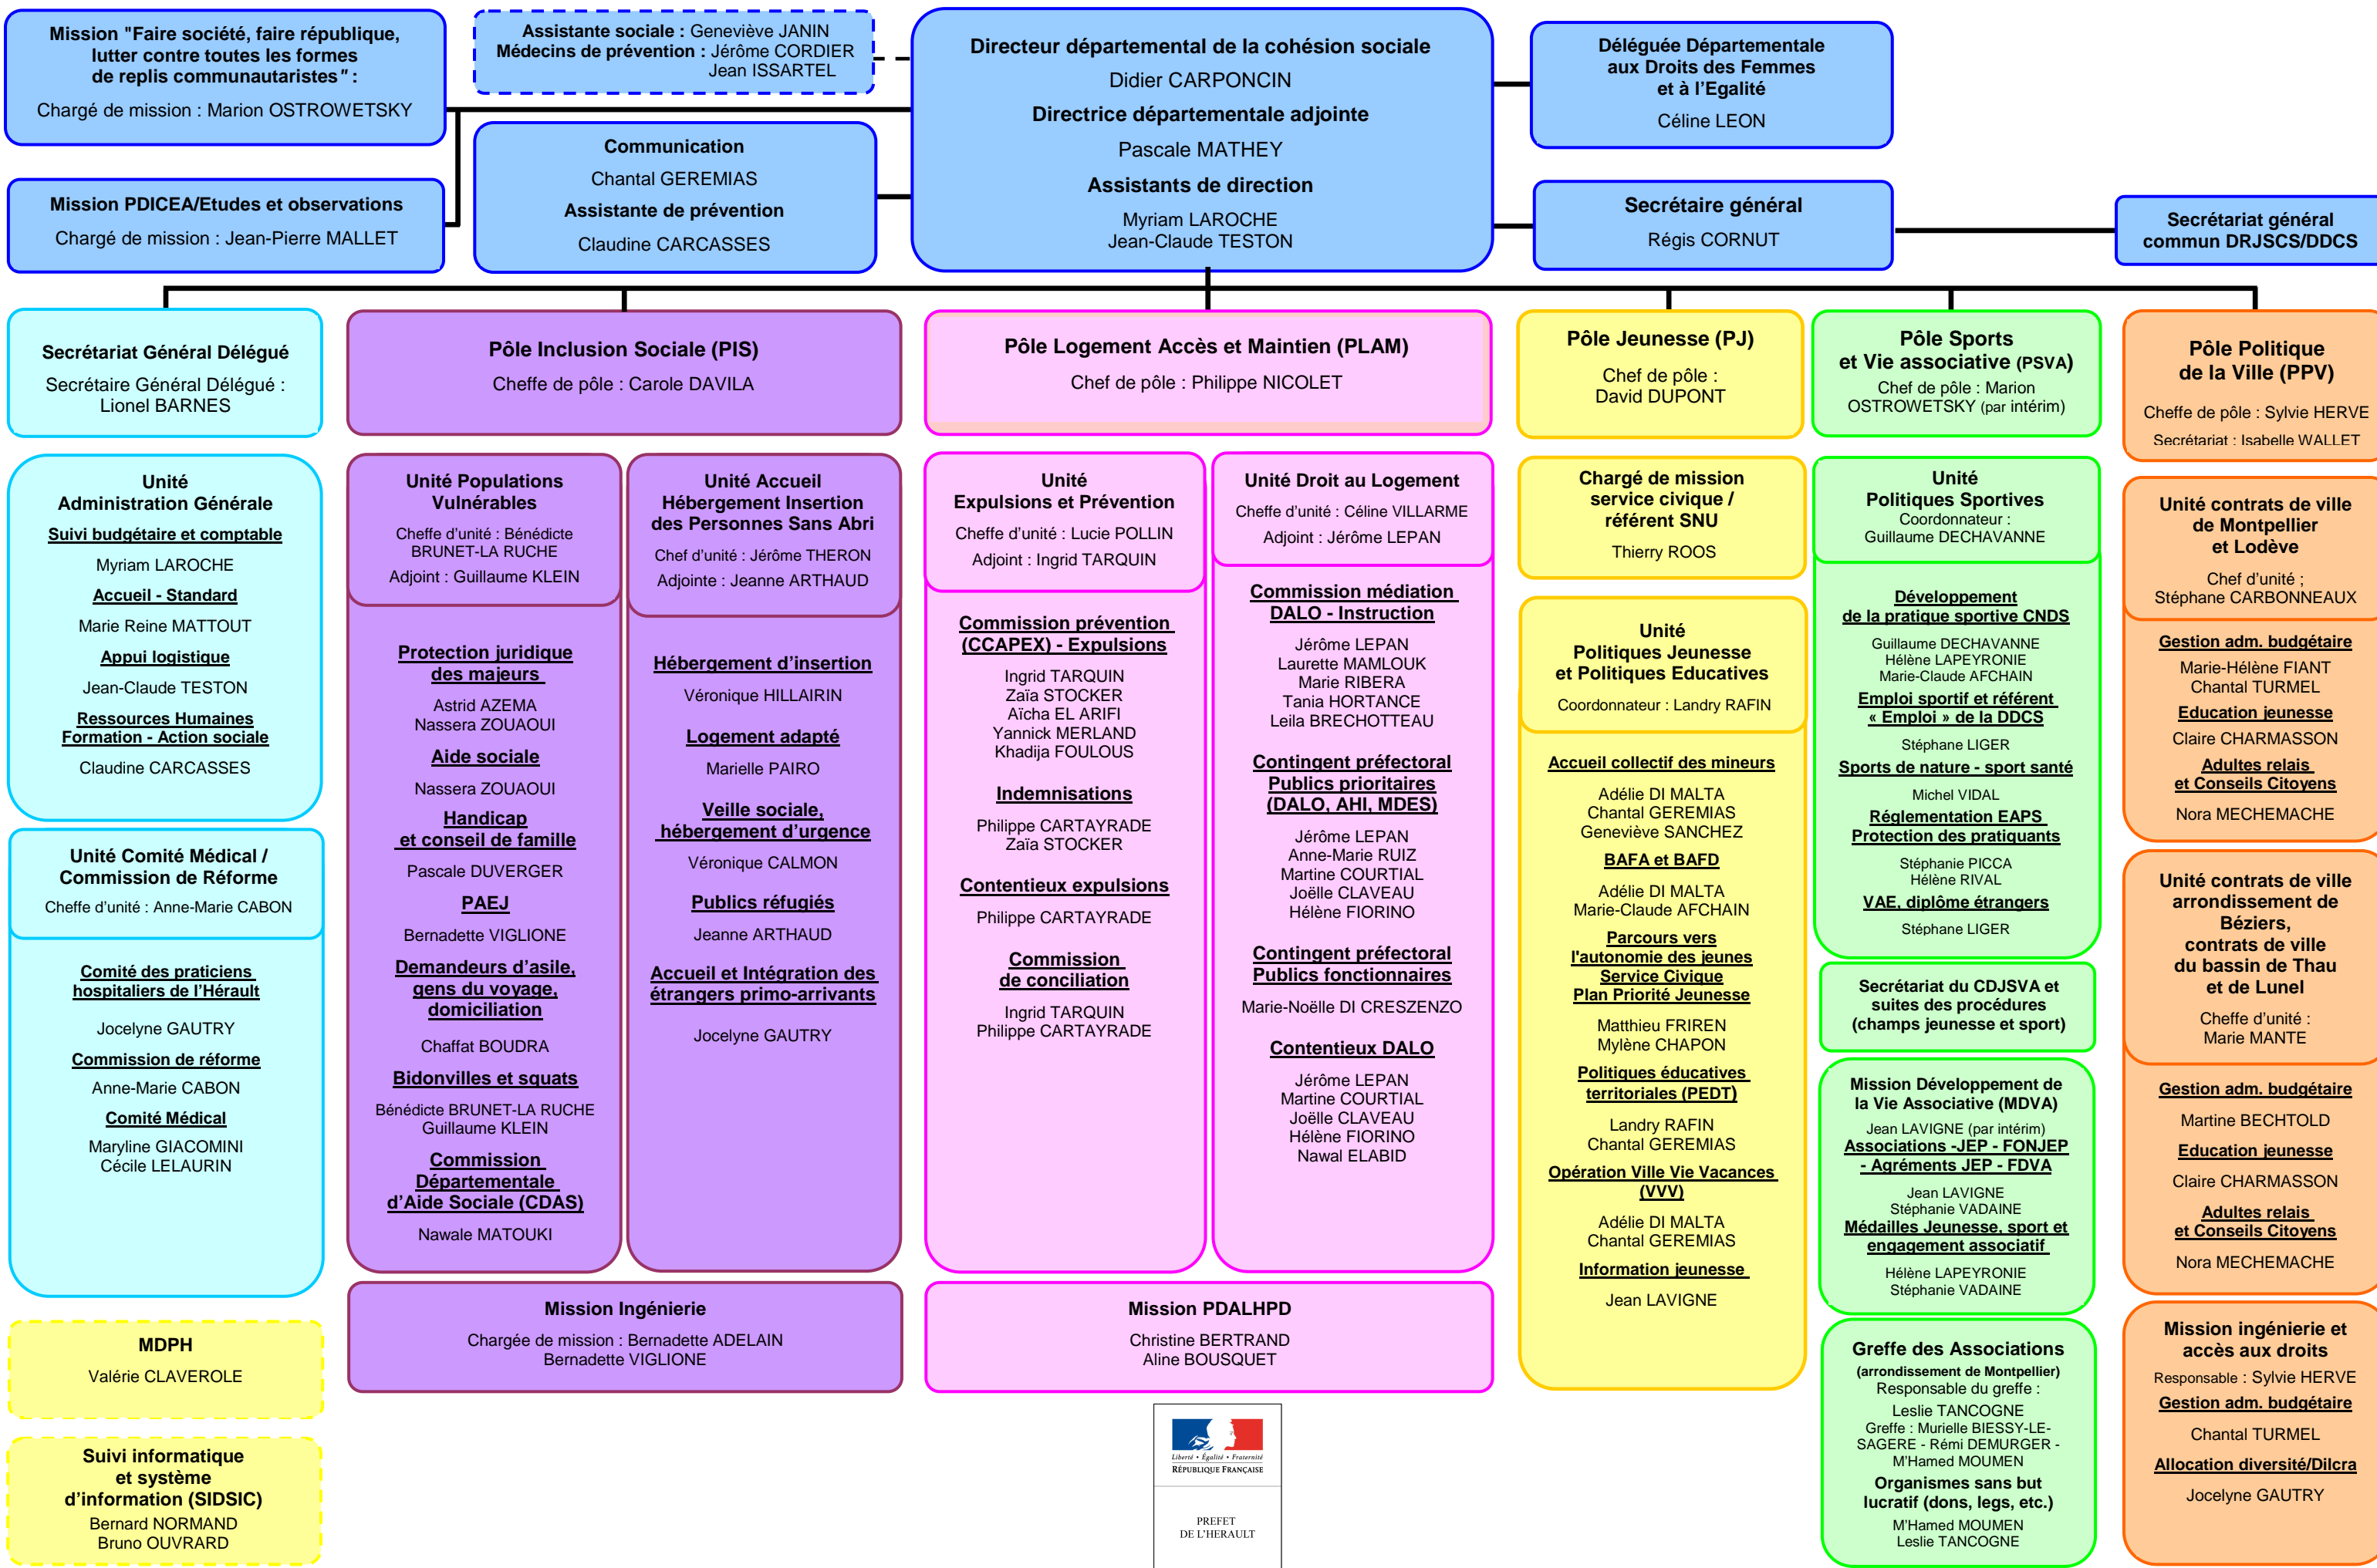 Mission "Faire société, faire république,
lutter contre toutes les formes
de replis communautaristes" :
Chargé de mission : Marion OSTROWETSKY
Assistante sociale : Geneviève JANIN
Médecins de prévention : Jérôme CORDIER
Jean ISSARTEL
Directeur départemental de la cohésion sociale
Didier CARPONCIN
Directrice départementale adjointe
Pascale MATHEY
Assistants de direction
Myriam LAROCHE
Jean-Claude TESTON
Déléguée Départementale
aux Droits des Femmes
et à l'Egalité
Céline LEON
Communication
Chantal GEREMIAS
Assistante de prévention
Claudine CARCASSES
Mission PDICEA/Etudes et observations
Chargé de mission : Jean-Pierre MALLET
Secrétaire général
Régis CORNUT
Secrétariat général
commun DRJSCS/DDCS
Secrétariat Général Délégué
Secrétaire Général Délégué :
Lionel BARNES
Unité
Administration Générale
Suivi budgétaire et comptable
Myriam LAROCHE
Accueil - Standard
Marie Reine MATTOUT
Appui logistique
Jean-Claude TESTON
Ressources Humaines
Formation - Action sociale
Claudine CARCASSES
Unité Comité Médical /
Commission de Réforme
Cheffe d'unité : Anne-Marie CABON
Comité des praticiens
hospitaliers de l'Hérault
Jocelyne GAUTRY
Commission de réforme
Anne-Marie CABON
Comité Médical
Maryline GIACOMINI
Cécile LELAURIN
MDPH
Valérie CLAVEROLE
Suivi informatique
et système
d'information (SIDSIC)
Bernard NORMAND
Bruno OUVRARD
Pôle Inclusion Sociale (PIS)
Cheffe de pôle : Carole DAVILA
Unité Populations
Vulnérables
Cheffe d'unité : Bénédicte
BRUNET-LA RUCHE
Adjoint : Guillaume KLEIN
Protection juridique
des majeurs
Astrid AZEMA
Nassera ZOUAOUI
Aide sociale
Nassera ZOUAOUI
Handicap
et conseil de famille
Pascale DUVERGER
PAEJ
Bernadette VIGLIONE
Demandeurs d'asile,
gens du voyage,
domiciliation
Chaffat BOUDRA
Bidonvilles et squats
Bénédicte BRUNET-LA RUCHE
Guillaume KLEIN
Commission
Départementale
d'Aide Sociale (CDAS)
Nawale MATOUKI
Unité Accueil
Hébergement Insertion
des Personnes Sans Abri
Chef d'unité : Jérôme THERON
Adjointe : Jeanne ARTHAUD
Hébergement d'insertion
Véronique HILLAIRIN
Logement adapté
Marielle PAIRO
Veille sociale,
hébergement d'urgence
Véronique CALMON
Publics réfugiés
Jeanne ARTHAUD
Accueil et Intégration des
étrangers primo-arrivants
Jocelyne GAUTRY
Mission Ingénierie
Chargée de mission : Bernadette ADELAIN
Bernadette VIGLIONE
Pôle Logement Accès et Maintien (PLAM)
Chef de pôle : Philippe NICOLET
Unité
Expulsions et Prévention
Cheffe d'unité : Lucie POLLIN
Adjoint : Ingrid TARQUIN
Commission prévention
(CCAPEX) - Expulsions
Ingrid TARQUIN
Zaïa STOCKER
Aïcha EL ARIFI
Yannick MERLAND
Khadija FOULOUS
Indemnisations
Philippe CARTAYRADE
Zaïa STOCKER
Contentieux expulsions
Philippe CARTAYRADE
Commission
de conciliation
Ingrid TARQUIN
Philippe CARTAYRADE
Unité Droit au Logement
Cheffe d'unité : Céline VILLARME
Adjoint : Jérôme LEPAN
Commission médiation
DALO - Instruction
Jérôme LEPAN
Laurette MAMLOUK
Marie RIBERA
Tania HORTANCE
Leila BRECHOTTEAU
Contingent préfectoral
Publics prioritaires
(DALO, AHI, MDES)
Jérôme LEPAN
Anne-Marie RUIZ
Martine COURTIAL
Joëlle CLAVEAU
Hélène FIORINO
Contingent préfectoral
Publics fonctionnaires
Marie-Noëlle DI CRESZENZO
Contentieux DALO
Jérôme LEPAN
Martine COURTIAL
Joëlle CLAVEAU
Hélène FIORINO
Nawal ELABID
Mission PDALHPD
Christine BERTRAND
Aline BOUSQUET
Liberté • Égalité • Fraternité
RÉPUBLIQUE FRANÇAISE
PREFET
DE L'HERAULT
Pôle Jeunesse (PJ)
Chef de pôle :
David DUPONT
Chargé de mission
service civique /
référent SNU
Thierry ROOS
Unité
Politiques Jeunesse
et Politiques Educatives
Coordonnateur : Landry RAFIN
Accueil collectif des mineurs
Adélie DI MALTA
Chantal GEREMIAS
Geneviève SANCHEZ
BAFA et BAFD
Adélie DI MALTA
Marie-Claude AFCHAIN
Parcours vers
l'autonomie des jeunes
Service Civique
Plan Priorité Jeunesse
Matthieu FRIREN
Mylène CHAPON
Politiques éducatives
territoriales (PEDT)
Landry RAFIN
Chantal GEREMIAS
Opération Ville Vie Vacances
(VVV)
Adélie DI MALTA
Chantal GEREMIAS
Information jeunesse
Jean LAVIGNE
Pôle Sports
et Vie associative (PSVA)
Chef de pôle : Marion
OSTROWETSKY (par intérim)
Unité
Politiques Sportives
Coordonnateur :
Guillaume DECHAVANNE
Développement
de la pratique sportive CNDS
Guillaume DECHAVANNE
Hélène LAPEYRONIE
Marie-Claude AFCHAIN
Emploi sportif et référent
« Emploi » de la DDCS
Stéphane LIGER
Sports de nature - sport santé
Michel VIDAL
Réglementation EAPS
Protection des pratiquants
Stéphanie PICCA
Hélène RIVAL
VAE, diplôme étrangers
Stéphane LIGER
Secrétariat du CDJSVA et
suites des procédures
(champs jeunesse et sport)
Mission Développement de
la Vie Associative (MDVA)
Jean LAVIGNE (par intérim)
Associations -JEP - FONJEP
- Agréments JEP - FDVA
Jean LAVIGNE
Stéphanie VADAINE
Médailles Jeunesse, sport et
engagement associatif
Hélène LAPEYRONIE
Stéphanie VADAINE
Greffe des Associations
(arrondissement de Montpellier)
Responsable du greffe :
Leslie TANCOGNE
Greffe : Murielle BIESSY-LE-
SAGERE - Rémi DEMURGER -
M'Hamed MOUMEN
Organismes sans but
lucratif (dons, legs, etc.)
M'Hamed MOUMEN
Leslie TANCOGNE
Pôle Politique
de la Ville (PPV)
Cheffe de pôle : Sylvie HERVE
Secrétariat : Isabelle WALLET
Unité contrats de ville
de Montpellier
et Lodève
Chef d'unité ;
Stéphane CARBONNEAUX
Gestion adm. budgétaire
Marie-Hélène FIANT
Chantal TURMEL
Education jeunesse
Claire CHARMASSON
Adultes relais
et Conseils Citoyens
Nora MECHEMACHE
Unité contrats de ville
arrondissement de
Béziers,
contrats de ville
du bassin de Thau
et de Lunel
Cheffe d'unité :
Marie MANTE
Gestion adm. budgétaire
Martine BECHTOLD
Education jeunesse
Claire CHARMASSON
Adultes relais
et Conseils Citoyens
Nora MECHEMACHE
Mission ingénierie et
accès aux droits
Responsable : Sylvie HERVE
Gestion adm. budgétaire
Chantal TURMEL
Allocation diversité/Dilcra
Jocelyne GAUTRY